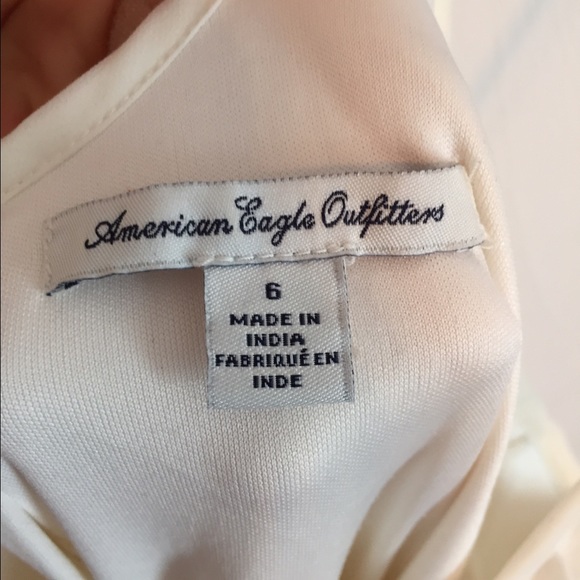 American Eagle Outfitters
6
MADE IN
INDIA
FABRIQUÉ EN
INDE